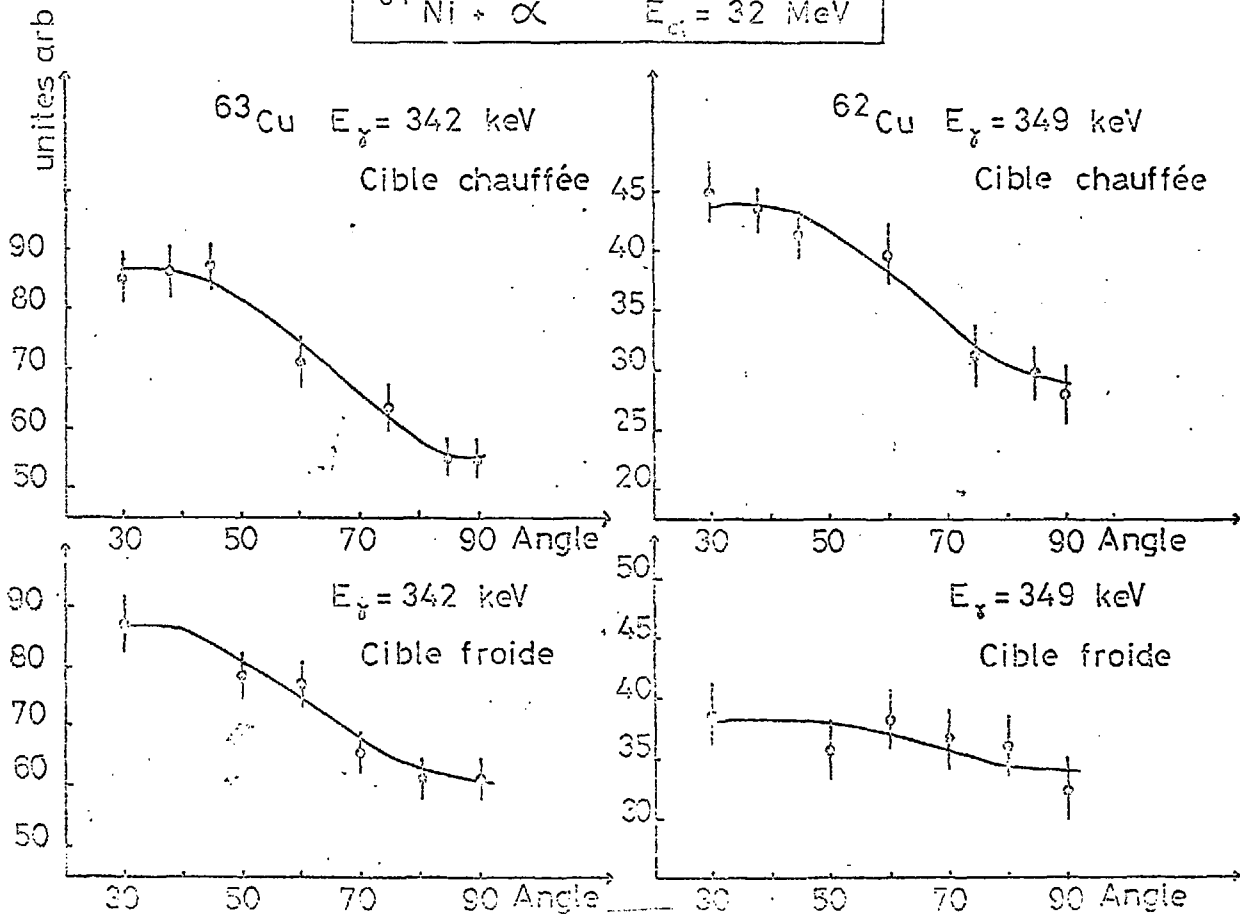 Ni + α E = 32 MeV
unites arb
63Cu Eγ = 342 keV
Cible chauffée
90
80
70
60
50
30 50 70 90 Angle
62Cu Eγ = 349 keV
Cible chauffée
45
40
35
30
25
20
30 50 70 90 Angle
Eγ = 342 keV
Cible froide
90
80
70
60
50
30 50 70 90 Angle
Eγ = 349 keV
Cible froide
50
45
40
35
30
30 50 70 90 Angle